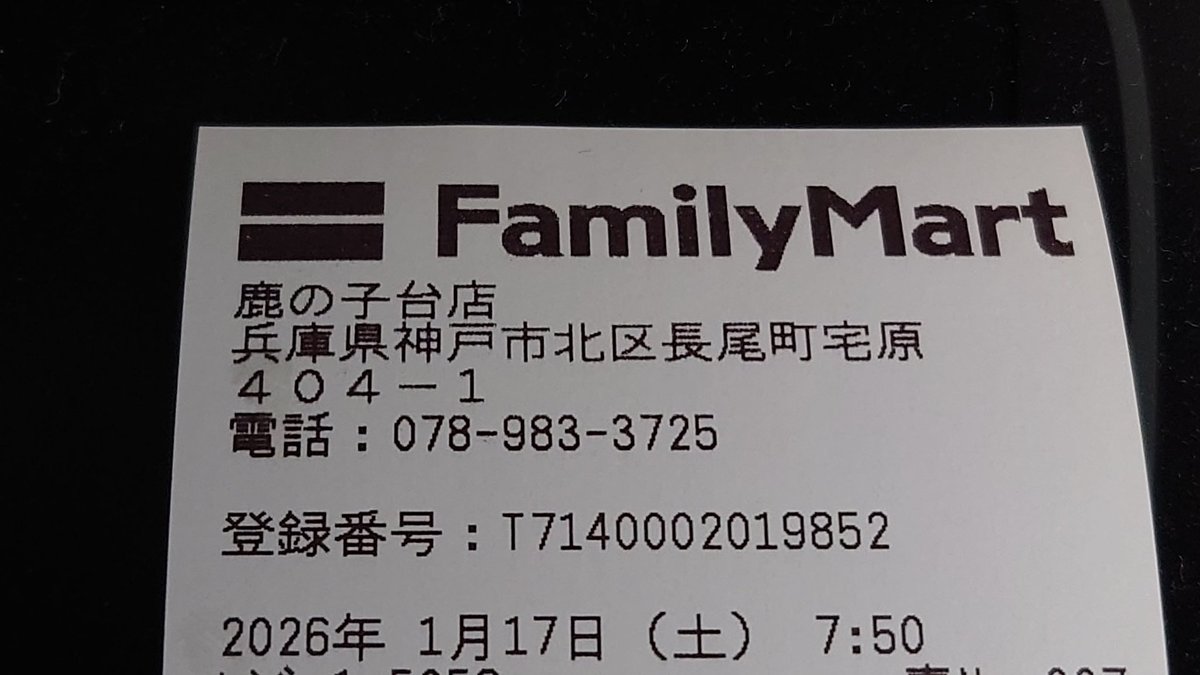 FamilyMart
鹿の子台店
兵庫県神戸市北区長尾町宅原
404-1
電話:078-983-3725
登録番号:T7140002019852
2026年 1月17日(土) 7:50